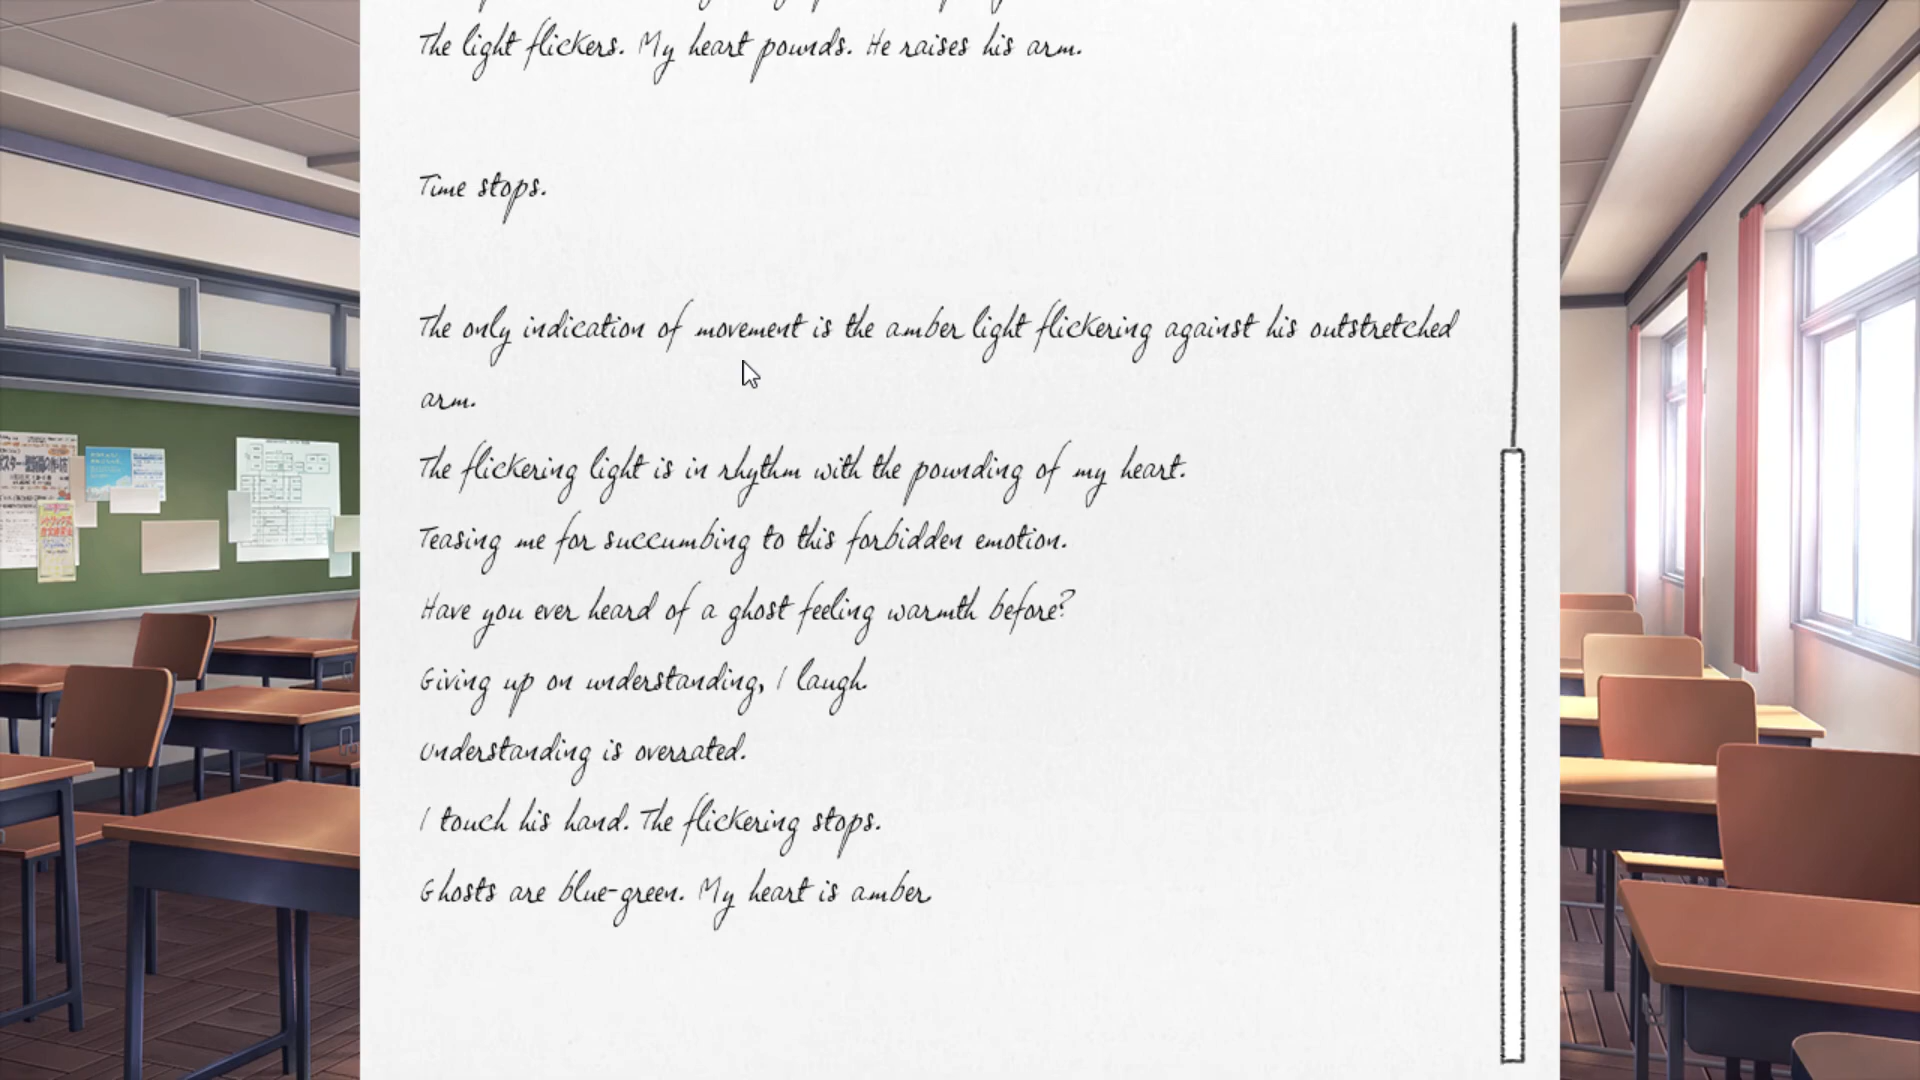 The light flickers. My heart pounds. He raises his arm.
Time stops.
The only indication of movement is the amber light flickering against his outstretched
arm.
The flickering light is in rhythm with the pounding of my heart.
Teasing me for succumbing to this forbidden emotion.
Have you ever heard of a ghost feeling warmth before?
Giving up on understanding, I laugh.
Understanding is overrated.
I touch his hand. The flickering stops.
Ghosts are blue-green. My heart is amber.